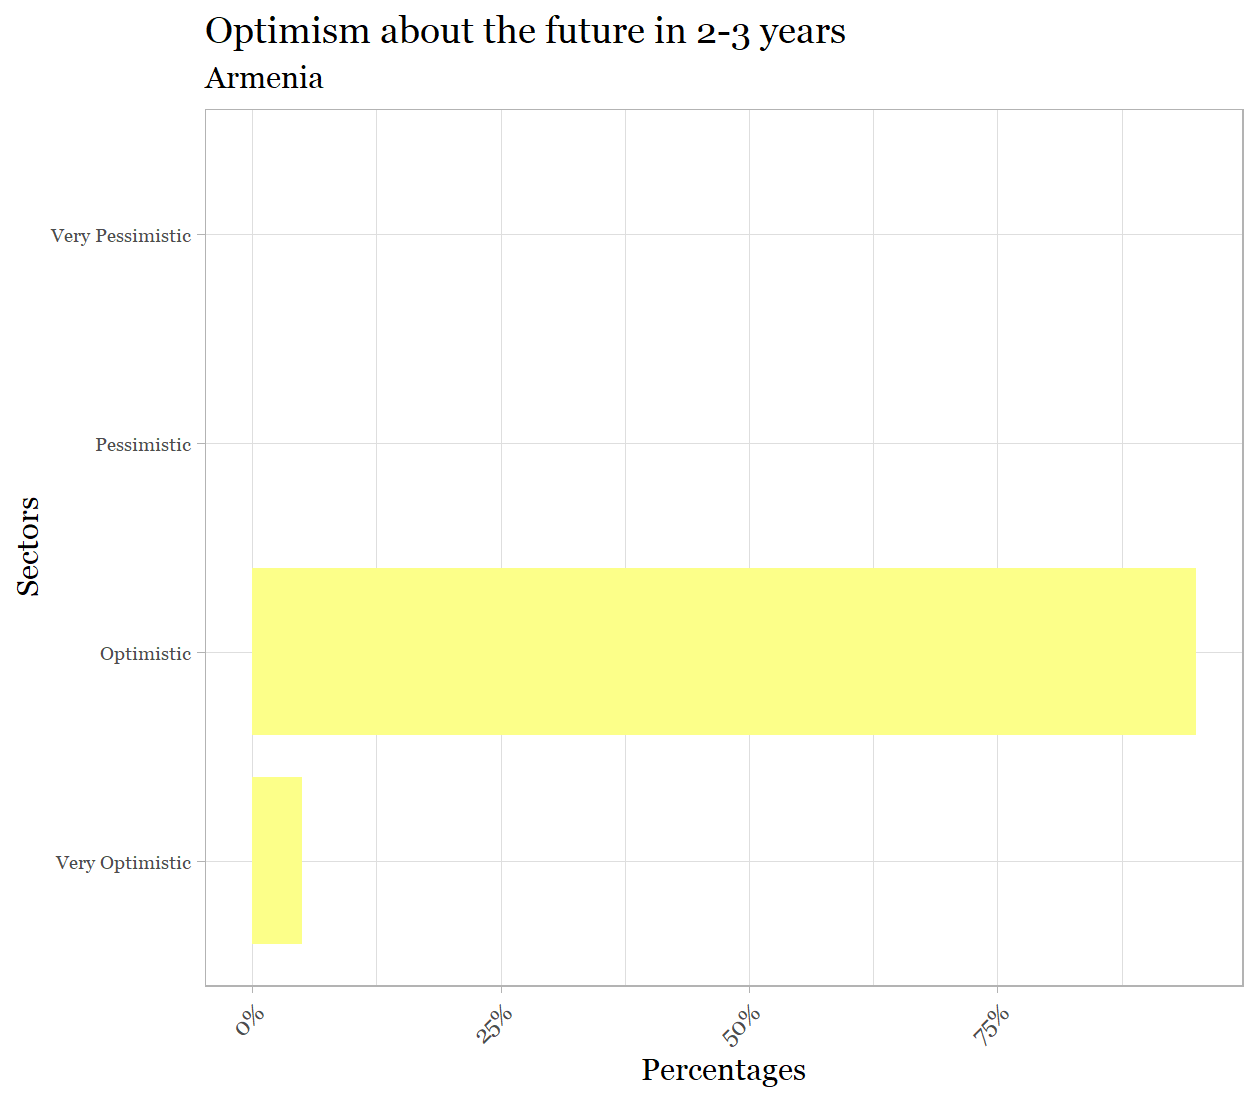 Optimism about the future in 2-3 years
Armenia
Very Pessimistic
Pessimistic
Optimistic
Very Optimistic
Sectors
0%
25%
50%
75%
Percentages